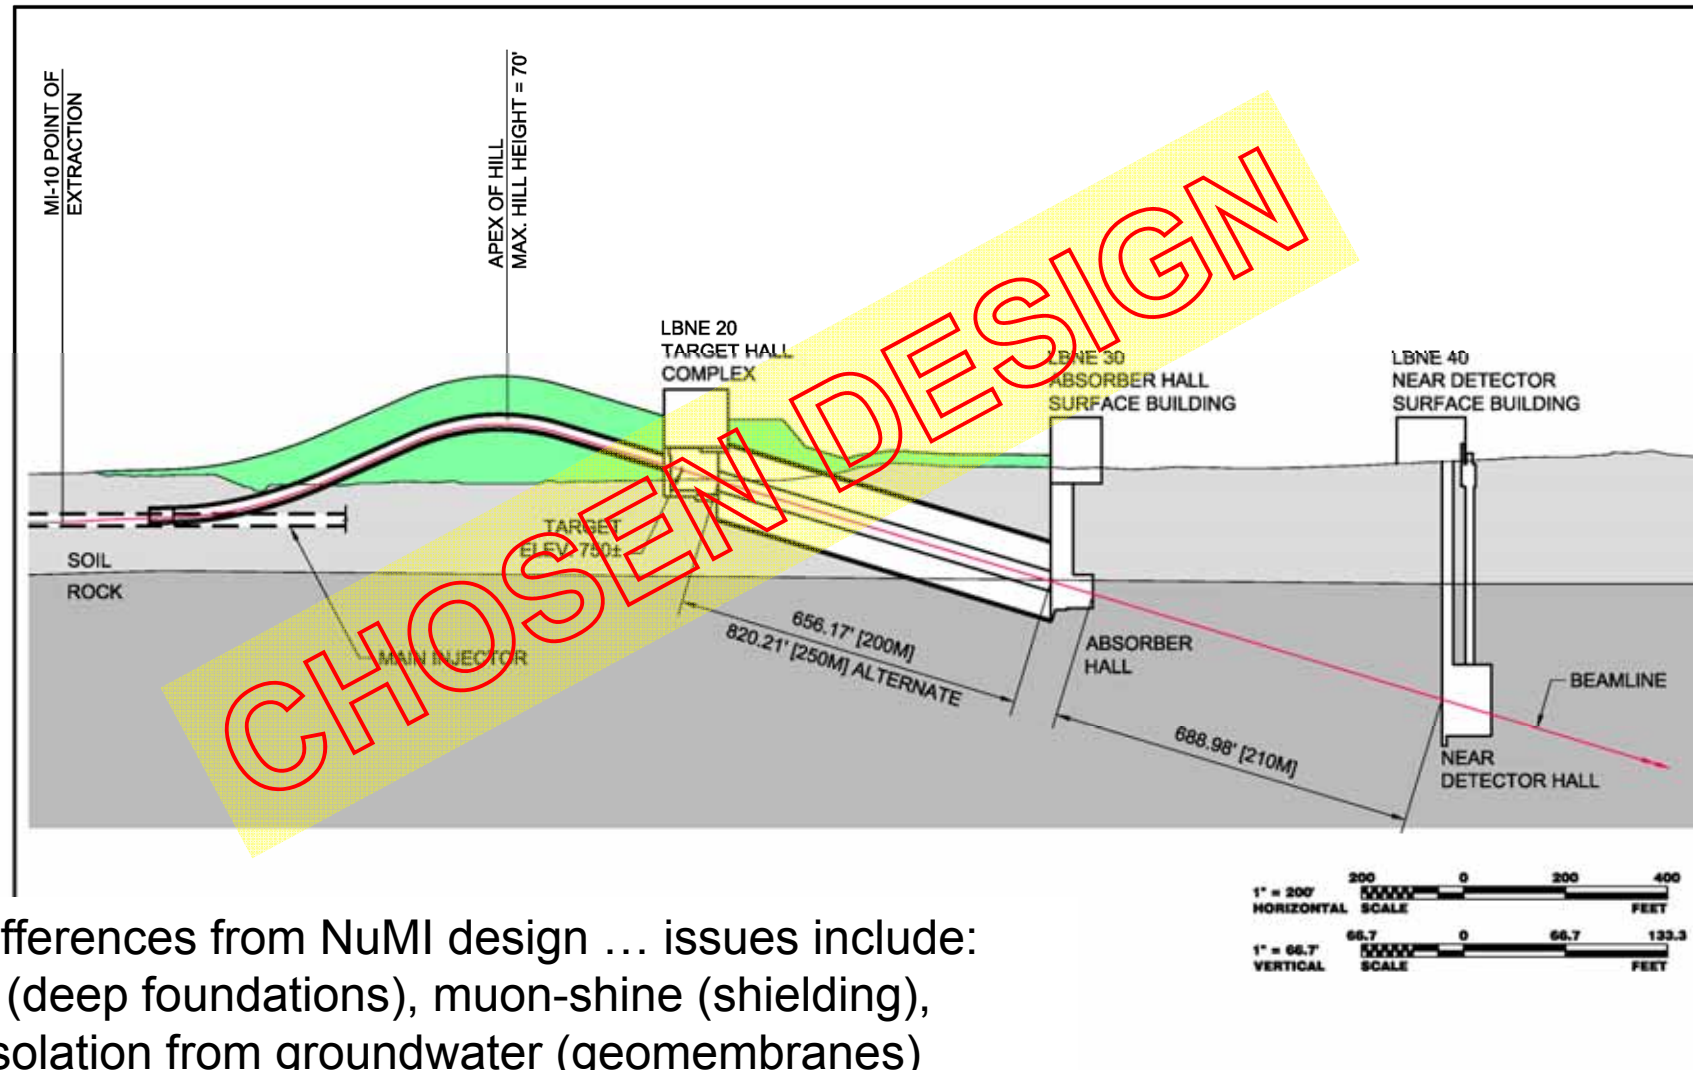 MI-10 POINT OF
EXTRACTION
APEX OF HILL
MAX. HILL HEIGHT = 70'
LBNE 20
TARGET HALL
COMPLEX
LBNE 30
ABSORBER HALL
SURFACE BUILDING
LBNE 40
NEAR DETECTOR
SURFACE BUILDING
CHOSEN DESIGN
TARGET
ELEV. 750±
SOIL
ROCK
MAIN INJECTOR
656.17' [200M]
820.21' [250M] ALTERNATE
ABSORBER
HALL
688.98' [210M]
BEAMLINE
NEAR
DETECTOR HALL
200 0 200 400
1" = 200'
HORIZONTAL SCALE FEET
66.7 0 66.7 133.3
1" = 66.7'
VERTICAL SCALE FEET
fferences from NuMI design … issues include:
(deep foundations), muon-shine (shielding),
solation from groundwater (geomembranes)